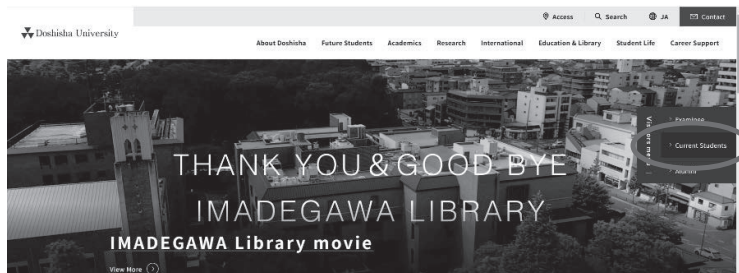 Access Search JA Contact
Doshisha University
About Doshisha Future Students Academics Research International Education & Library Student Life Career Support
Examinee
Current Students
Alumni
THANK YOU & GOOD BYE
IMADEGAWA LIBRARY
IMADEGAWA Library movie
View More